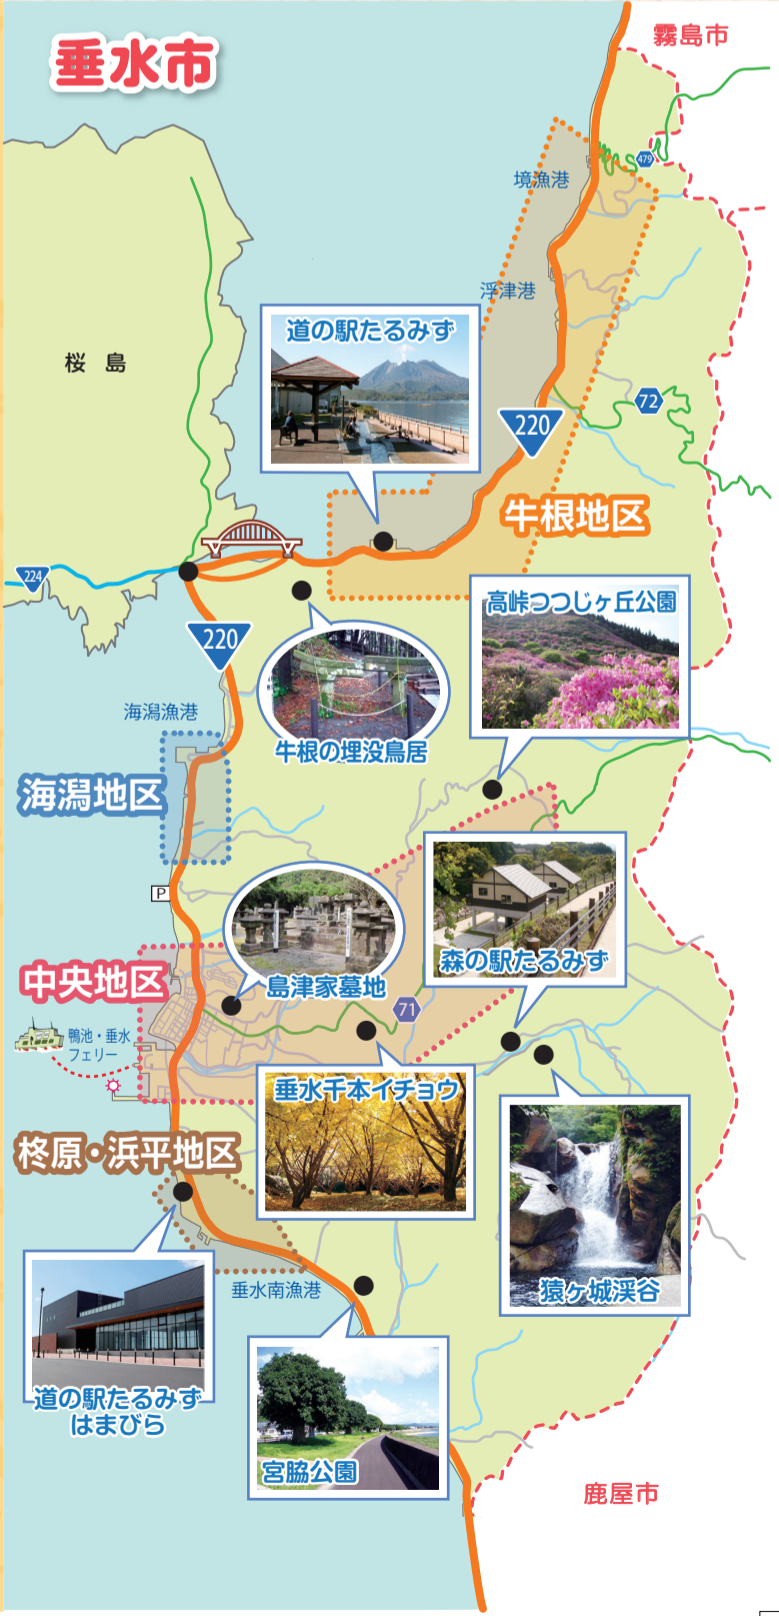 垂水市
霧島市
479
境漁港
浮津港
道の駅たるみず
桜 島
72
220
牛根地区
224
220
高峠つつじヶ丘公園
海潟漁港
牛根の埋没鳥居
海潟地区
P
島津家墓地
森の駅たるみず
中央地区
71
鴨池・垂水
フェリー
垂水千本イチョウ
柊原・浜平地区
垂水南漁港
猿ヶ城渓谷
道の駅たるみず
はまびら
宮脇公園
鹿屋市